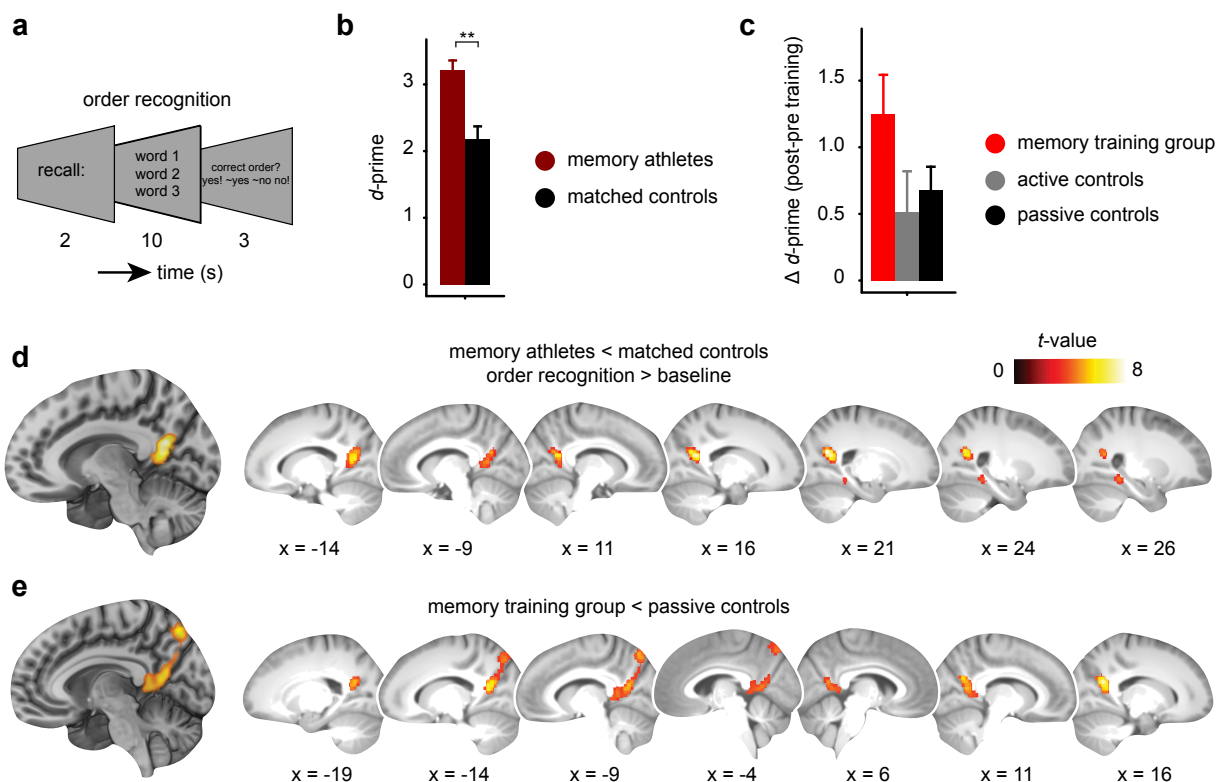 a
order recognition
recall:
word 1
word 2
word 3
correct order?
yes! ~yes ~no no!
2 10 3
time (s)
b
**
d-prime
3
2
1
0
memory athletes
matched controls
c
Δ d-prime (post-pre training)
1.5
1.0
0.5
0
memory training group
active controls
passive controls
d
memory athletes < matched controls
order recognition > baseline
t-value
0 8
x = -14 x = -9 x = 11 x = 16 x = 21 x = 24 x = 26
e
memory training group < passive controls
x = -19 x = -14 x = -9 x = -4 x = 6 x = 11 x = 16